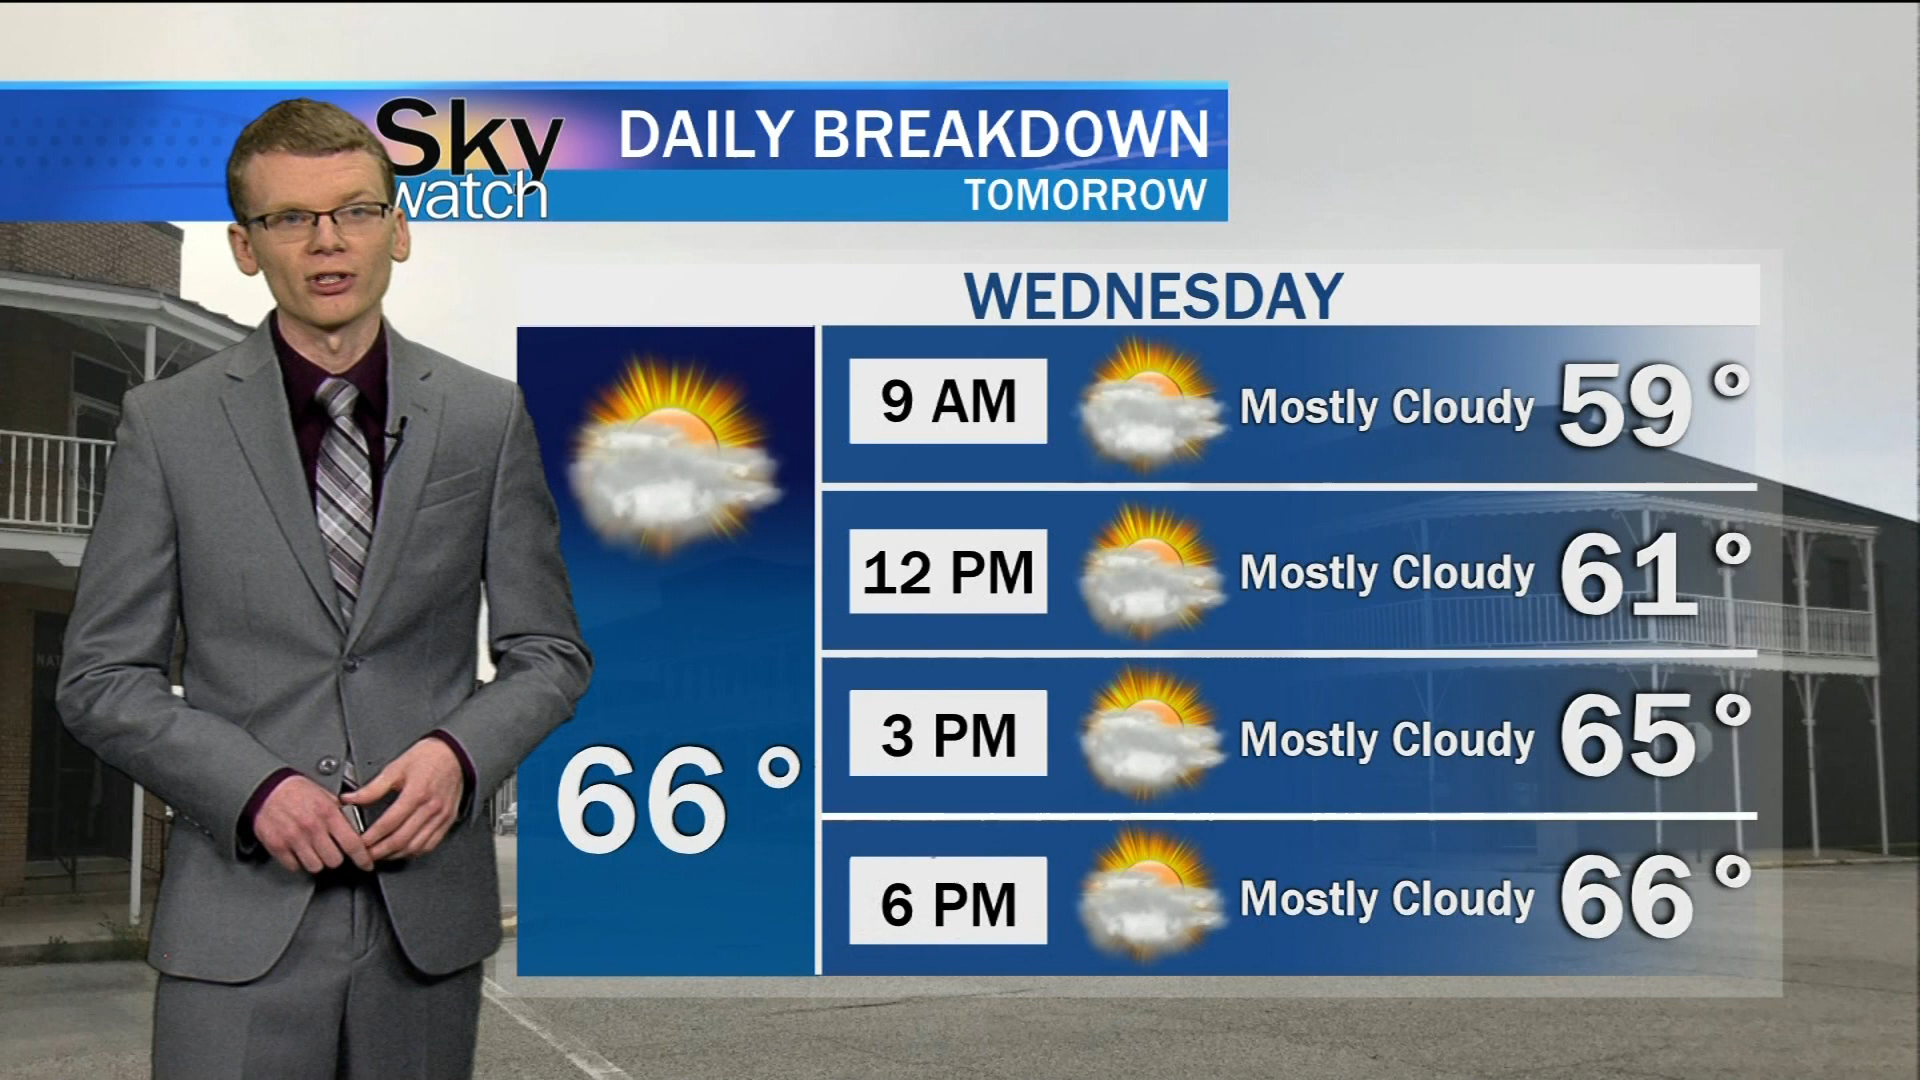 Sky
watch
DAILY BREAKDOWN
TOMORROW
WEDNESDAY
66°
9 AM Mostly Cloudy 59°
12 PM Mostly Cloudy 61°
3 PM Mostly Cloudy 65°
6 PM Mostly Cloudy 66°